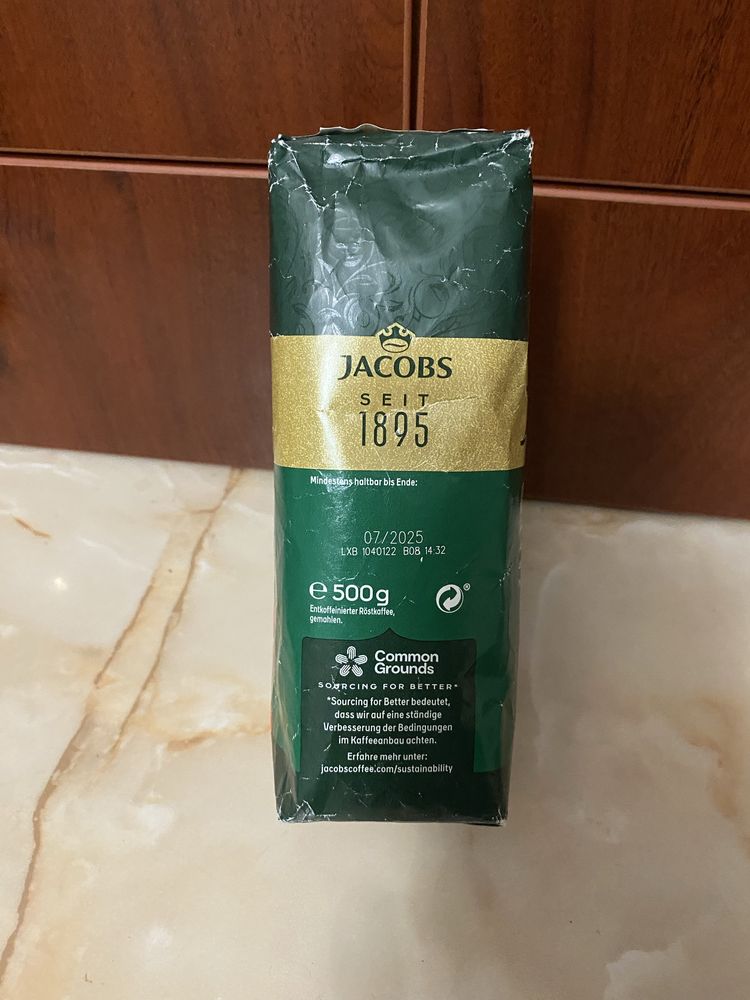 JACOBS
SEIT
1895
Mindestens haltbar bis Ende:
07/2025
LXB 1040122 B08 14:32
℮ 500g
Entkoffeinierter Röstkaffee,
gemahlen.
Common
Grounds
SOURCING FOR BETTER*
*Sourcing for Better bedeutet,
dass wir auf eine ständige
Verbesserung der Bedingungen
im Kaffeeanbau achten.
Erfahre mehr unter:
jacobscoffee.com/sustainability